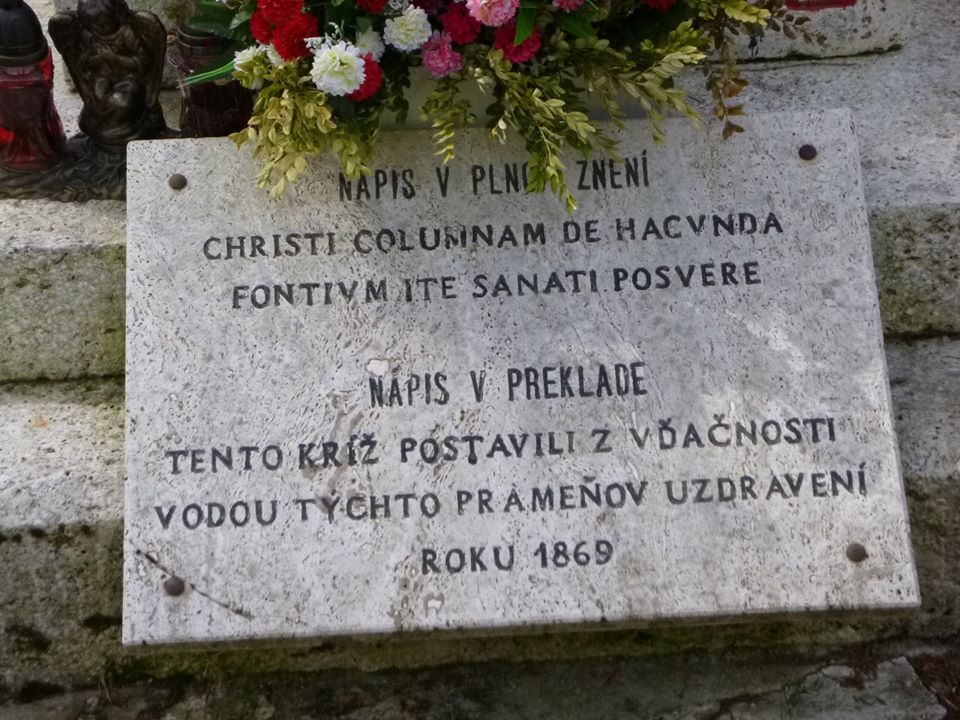 NÁPIS V PLNOM ZNENÍ
CHRISTI COLUMNAM DE HACVNDA
FONTIVM ITE SANATI POSVERE
NÁPIS V PREKLADE
TENTO KRÍŽ POSTAVILI Z VĎAČNOSTI
VODOU TÝCHTO PRAMEŇOV UZDRAVENÍ
ROKU 1869